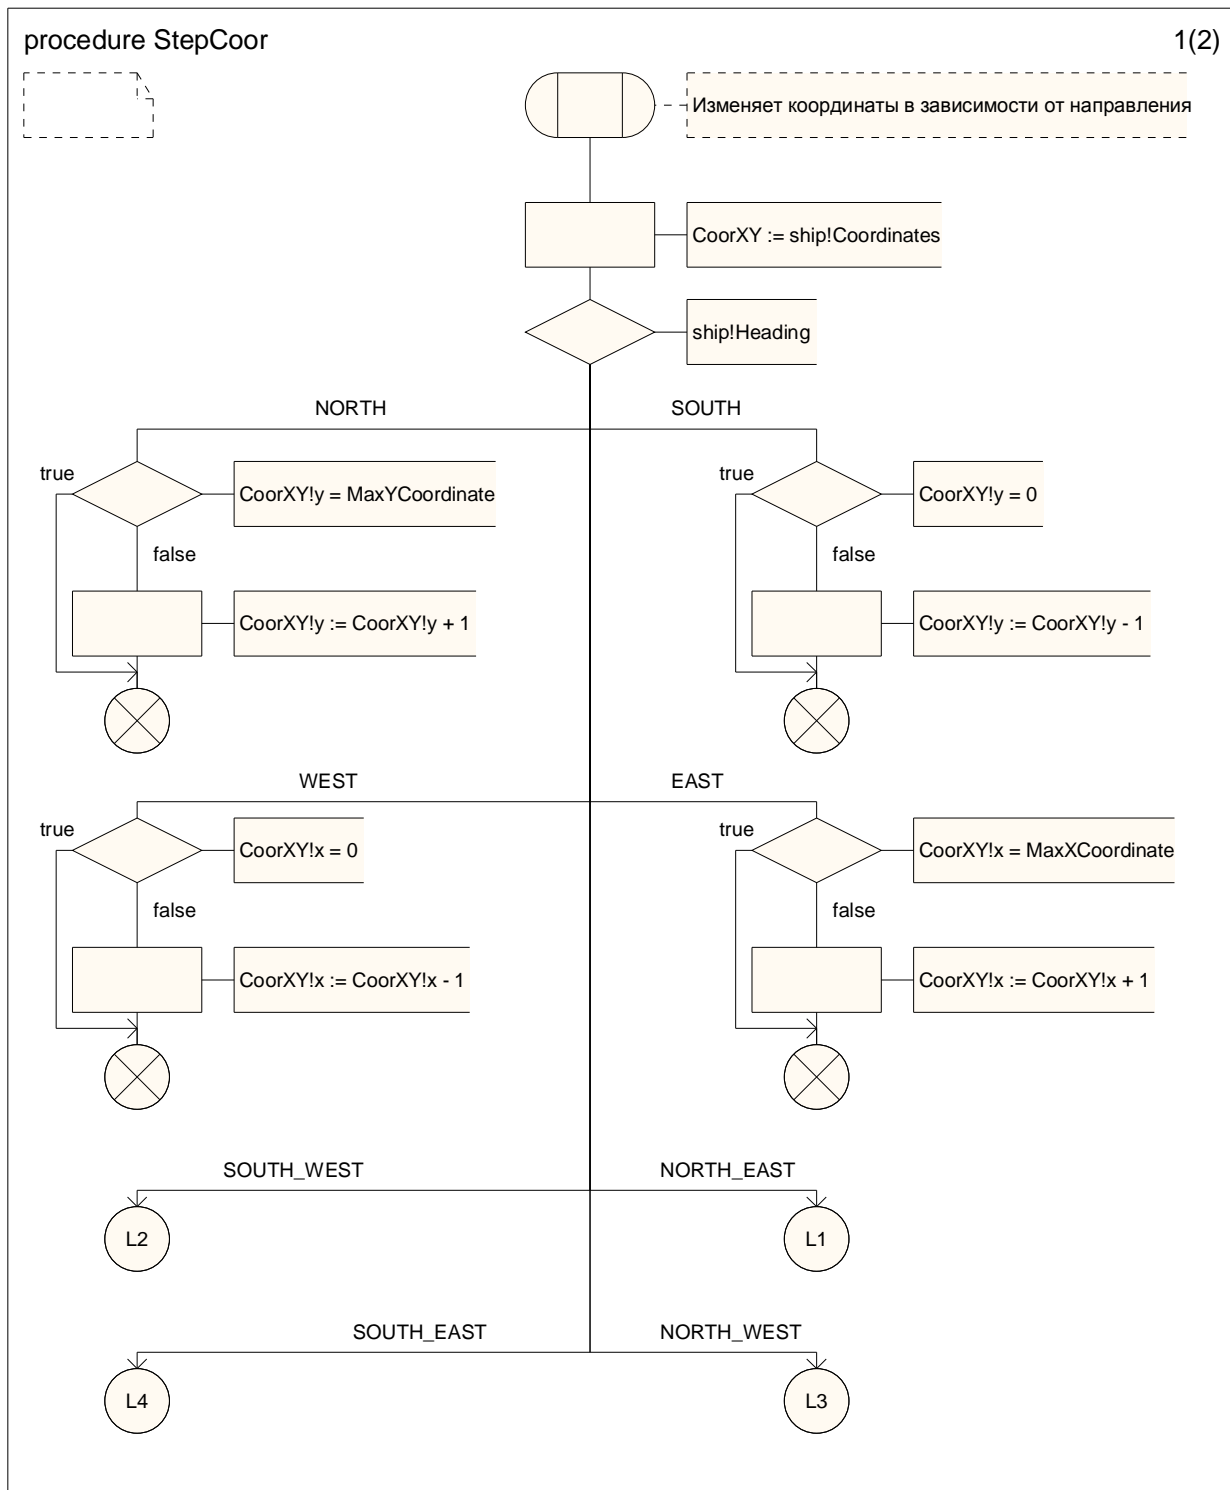 procedure StepCoor
1(2)
Изменяет координаты в зависимости от направления
CoorXY := ship!Coordinates
ship!Heading
NORTH
SOUTH
true
CoorXY!y = MaxYCoordinate
true
CoorXY!y = 0
false
false
CoorXY!y := CoorXY!y + 1
CoorXY!y := CoorXY!y - 1
WEST
EAST
true
CoorXY!x = 0
true
CoorXY!x = MaxXCoordinate
false
false
CoorXY!x := CoorXY!x - 1
CoorXY!x := CoorXY!x + 1
SOUTH_WEST
NORTH_EAST
L2
L1
SOUTH_EAST
NORTH_WEST
L4
L3